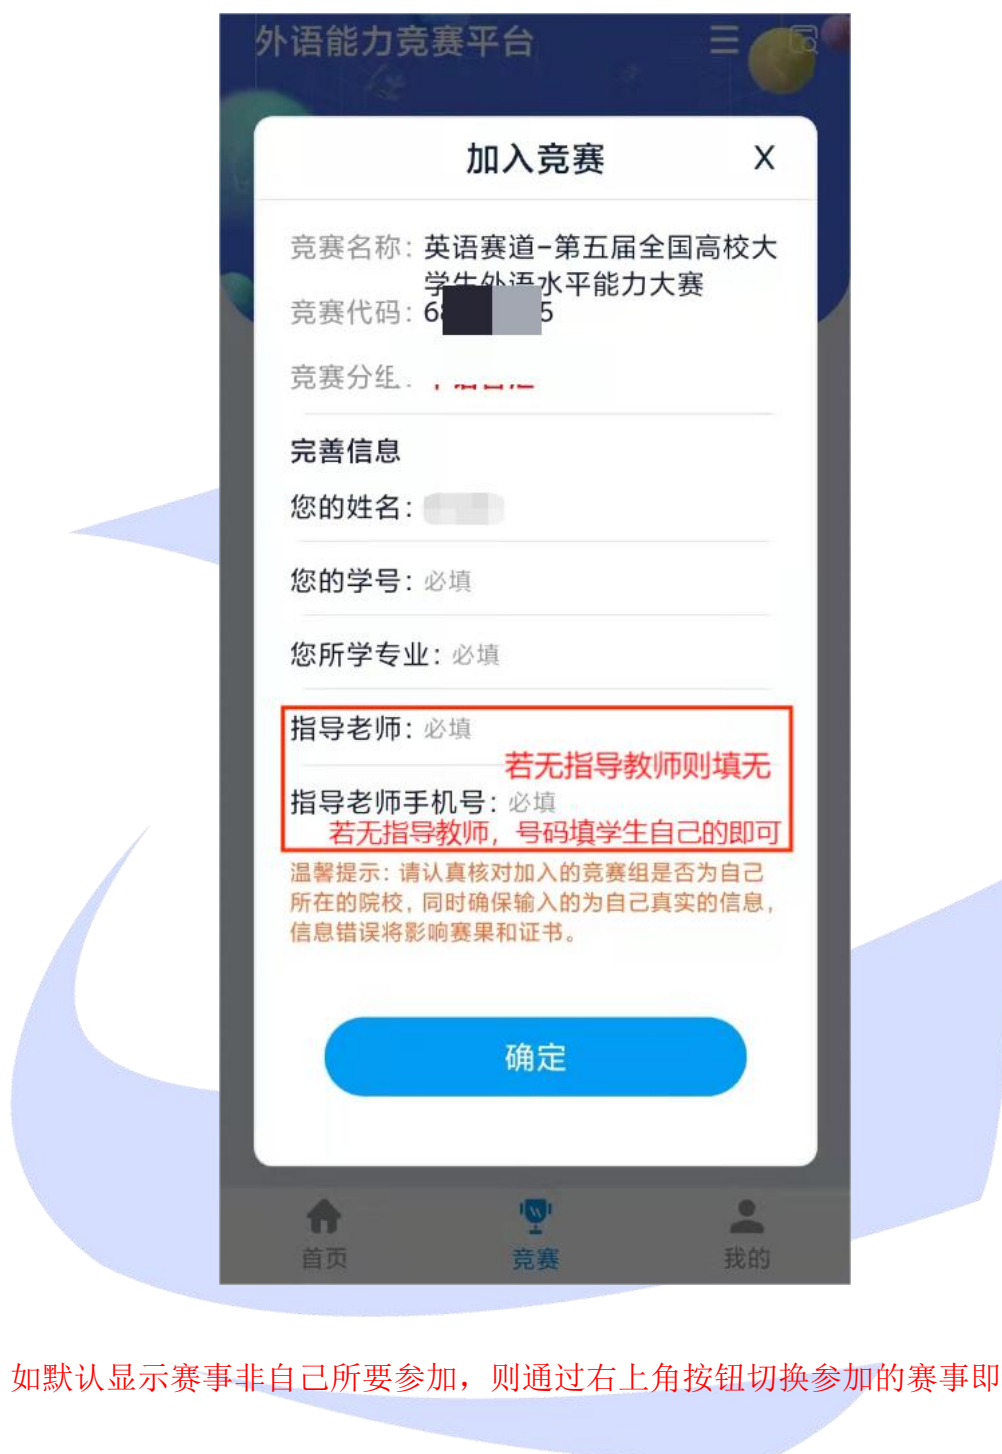 外语能力竞赛平台
加入竞赛 X
竞赛名称: 英语赛道-第五届全国高校大
学生外语水平能力大赛
竞赛代码: 6 5
竞赛分组
完善信息
您的姓名:
您的学号: 必填
您所学专业: 必填
指导老师: 必填
若无指导教师则填无
指导老师手机号: 必填
若无指导教师, 号码填学生自己的即可
温馨提示: 请认真核对加入的竞赛组是否为自己
所在的院校, 同时确保输入的为自己真实的信息,
信息错误将影响赛果和证书。
确定
首页 竞赛 我的
如默认显示赛事非自己所要参加，则通过右上角按钮切换参加的赛事即